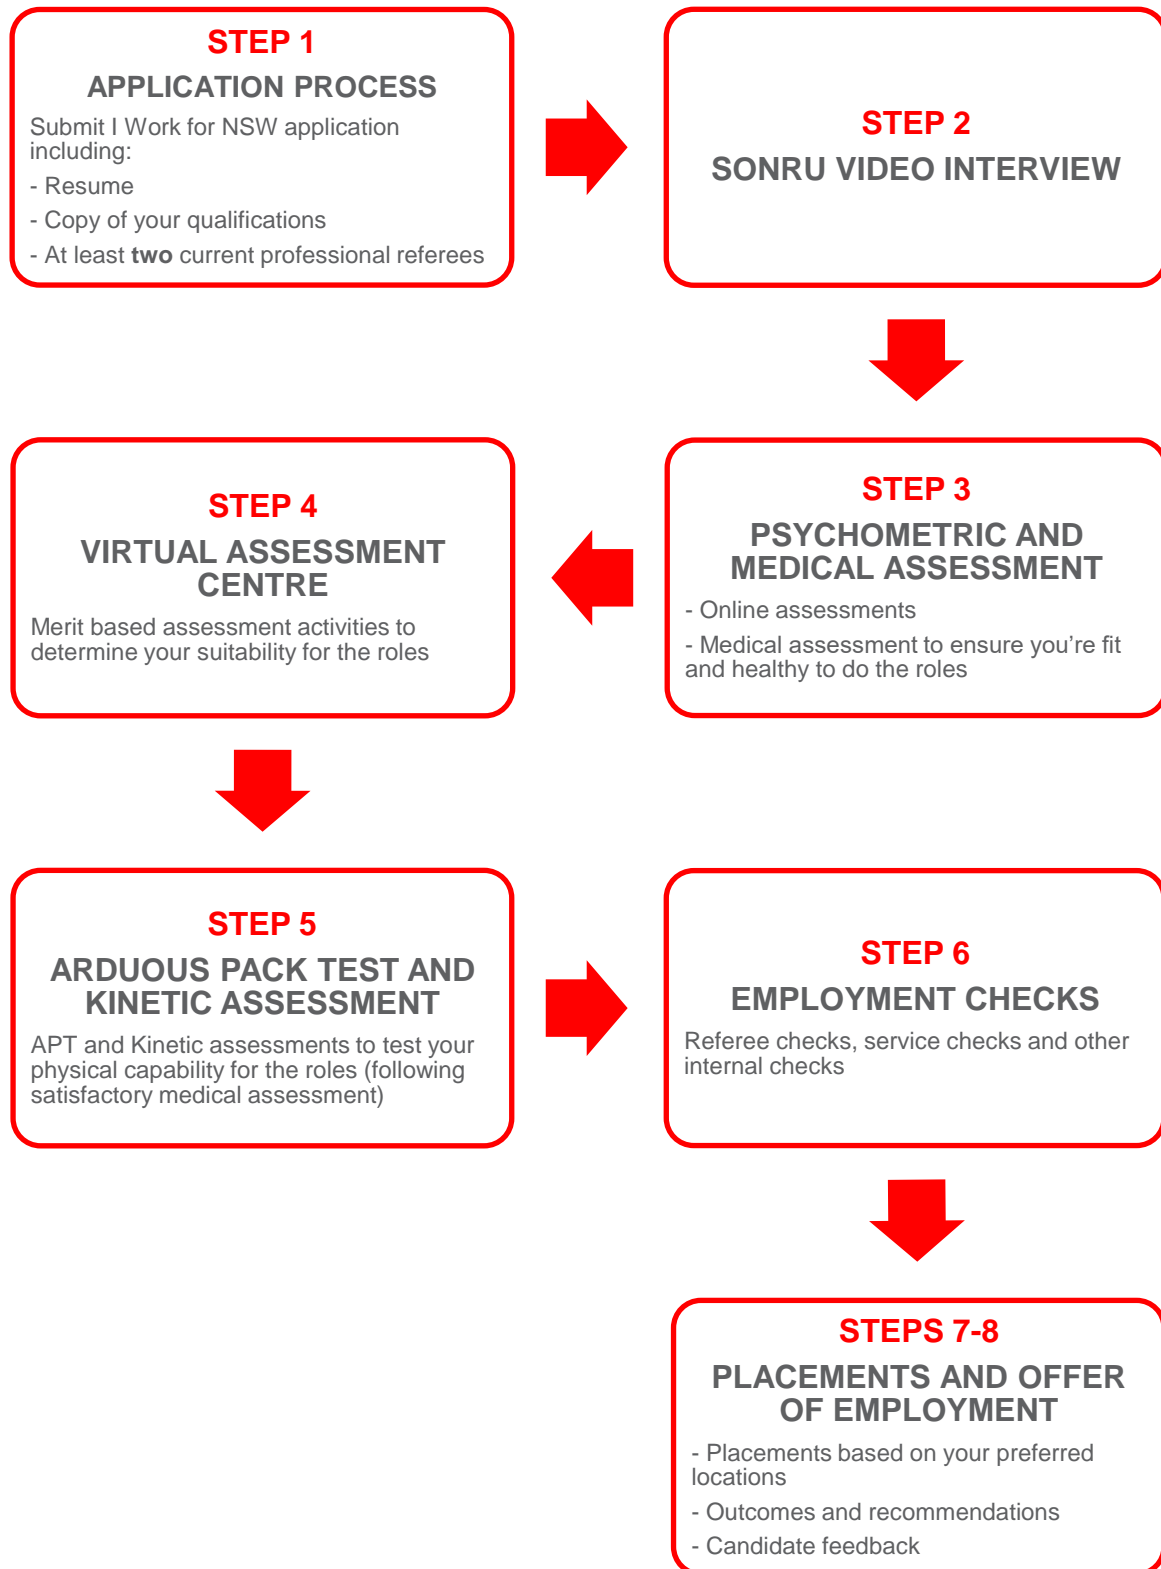 STEP 1
APPLICATION PROCESS
Submit I Work for NSW application
including:
- Resume
- Copy of your qualifications
- At least two current professional referees
STEP 2
SONRU VIDEO INTERVIEW
STEP 3
PSYCHOMETRIC AND
MEDICAL ASSESSMENT
- Online assessments
- Medical assessment to ensure you're fit
and healthy to do the roles
STEP 4
VIRTUAL ASSESSMENT
CENTRE
Merit based assessment activities to
determine your suitability for the roles
STEP 5
ARDUOUS PACK TEST AND
KINETIC ASSESSMENT
APT and Kinetic assessments to test your
physical capability for the roles (following
satisfactory medical assessment)
STEP 6
EMPLOYMENT CHECKS
Referee checks, service checks and other
internal checks
STEPS 7-8
PLACEMENTS AND OFFER
OF EMPLOYMENT
- Placements based on your preferred
locations
- Outcomes and recommendations
- Candidate feedback